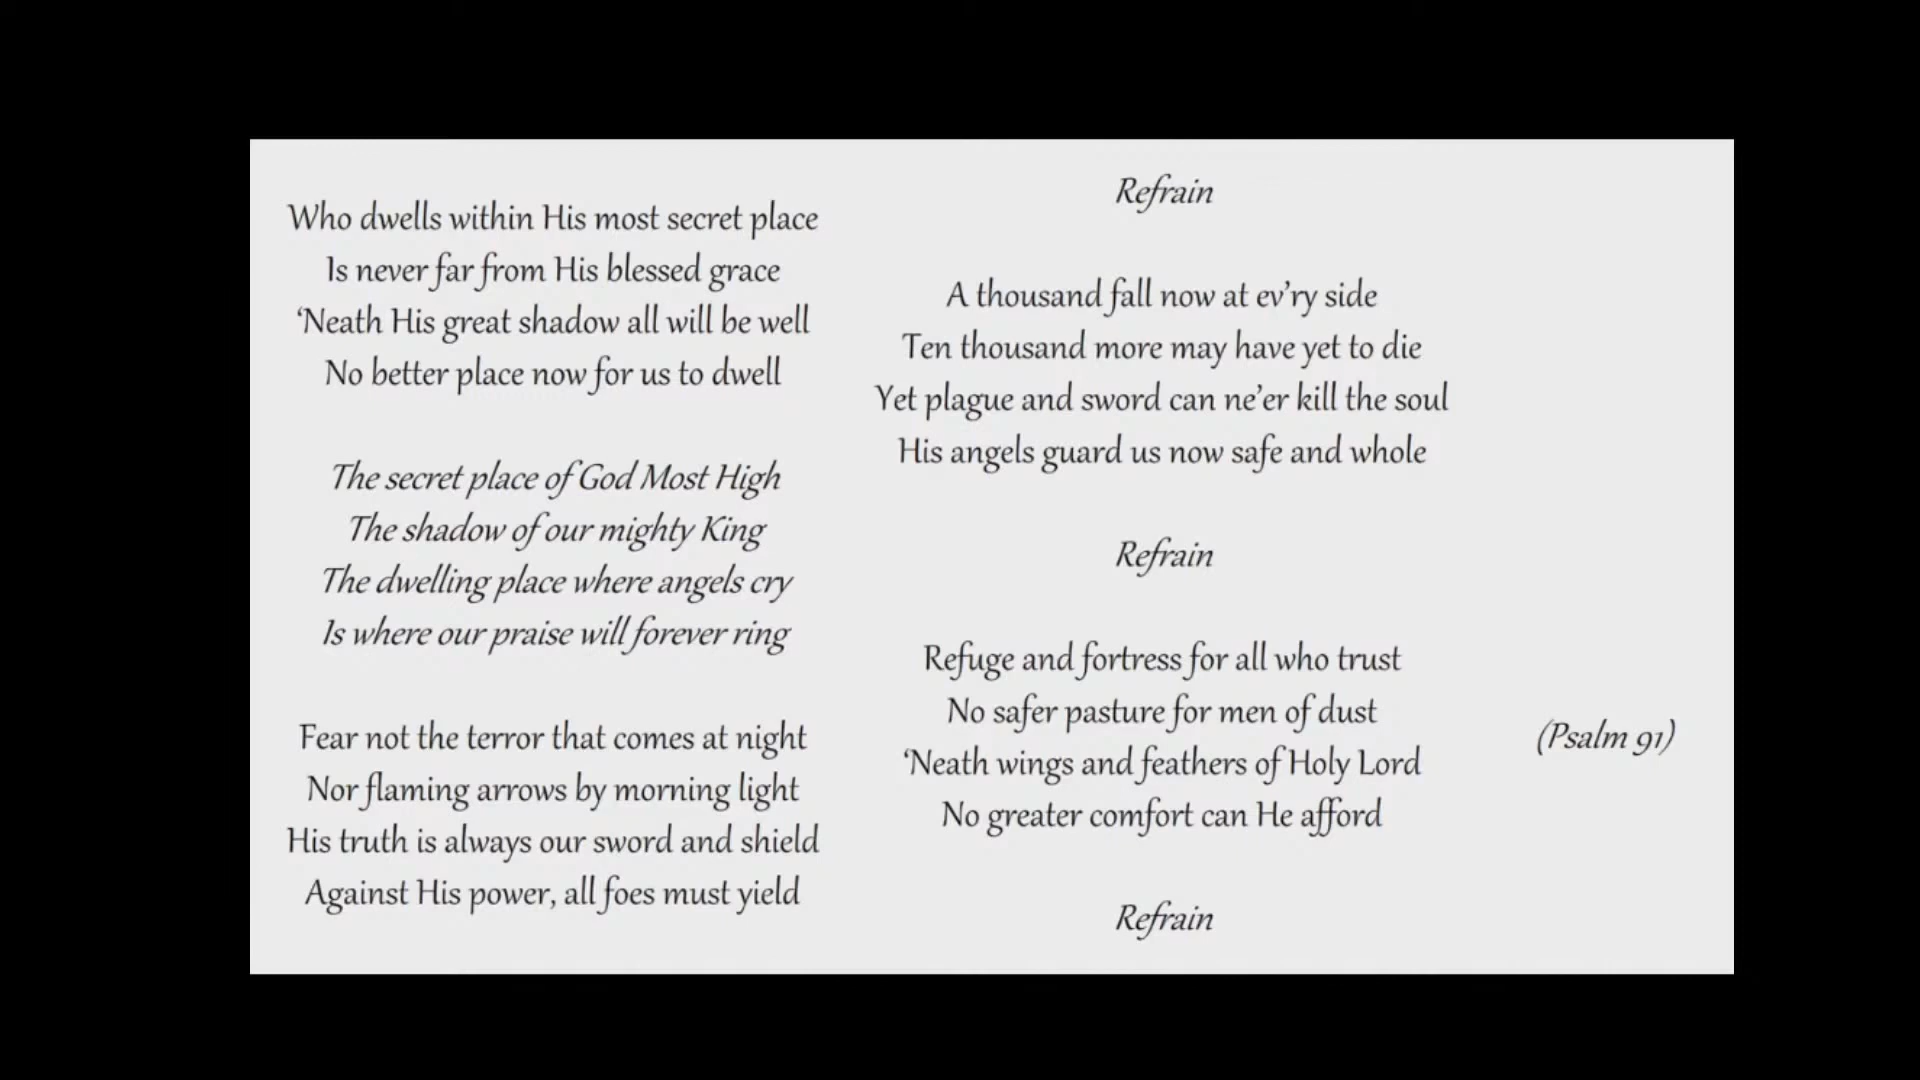 Who dwells within His most secret place
Is never far from His blessed grace
‘Neath His great shadow all will be well
No better place now for us to dwell
The secret place of God Most High
The shadow of our mighty King
The dwelling place where angels cry
Is where our praise will forever ring
Fear not the terror that comes at night
Nor flaming arrows by morning light
His truth is always our sword and shield
Against His power, all foes must yield
Refrain
A thousand fall now at ev’ry side
Ten thousand more may have yet to die
Yet plague and sword can ne’er kill the soul
His angels guard us now safe and whole
Refrain
Refuge and fortress for all who trust
No safer pasture for men of dust
‘Neath wings and feathers of Holy Lord
No greater comfort can He afford
Refrain
(Psalm 91)